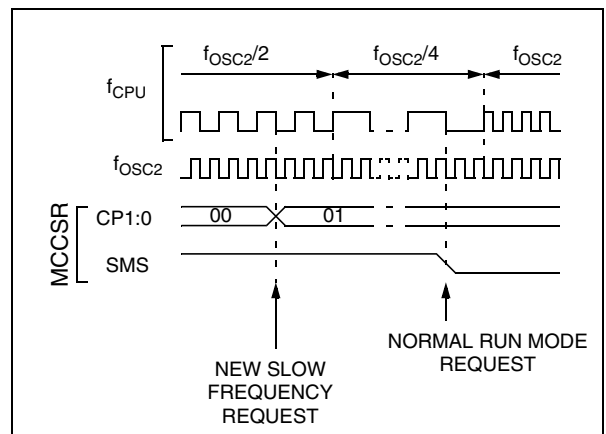 fOSC2/2 fOSC2/4 fOSC2
fCPU
fOSC2
MCCSR
CP1:0 00 01
SMS
NEW SLOW
FREQUENCY
REQUEST
NORMAL RUN MODE
REQUEST